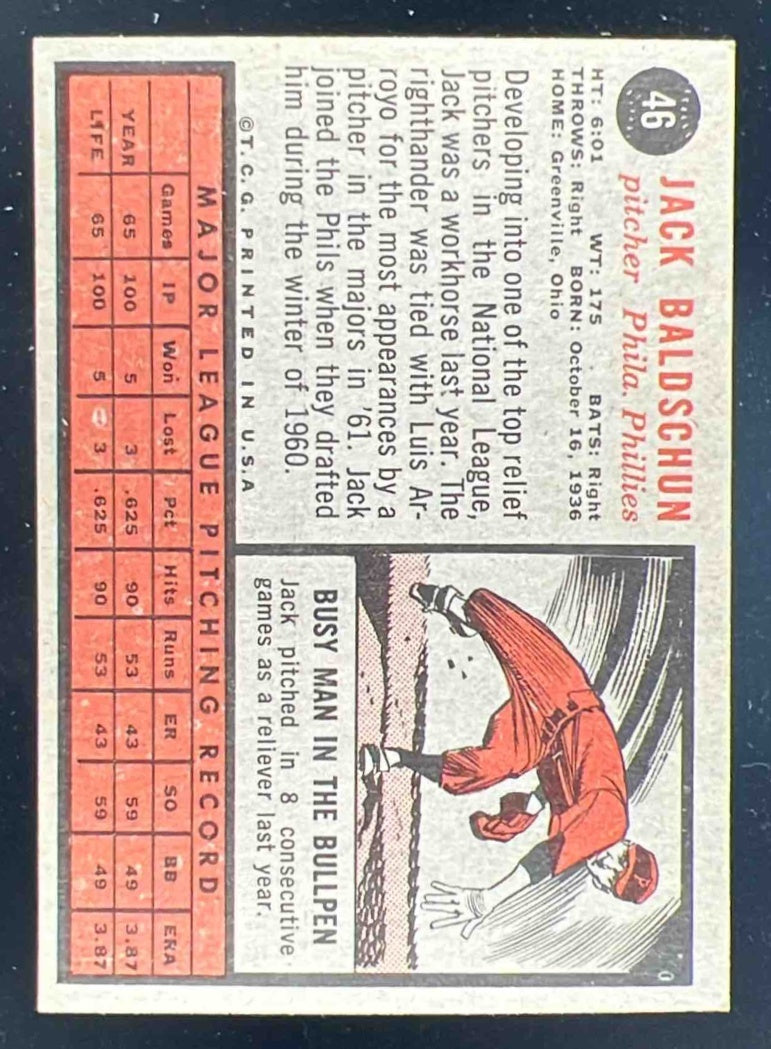 46
JACK BALDSCHUN
pitcher Phila. Phillies
HT: 6:01 WT: 175 BATS: Right
THROWS: Right BORN: October 16, 1936
HOME: Greenville, Ohio
Developing into one of the top relief
pitchers in the National League,
Jack was a workhorse last year. The
righthander was tied with Luis Ar-
royo for the most appearances by a
pitcher in the majors in '61. Jack
joined the Phils when they drafted
him during the winter of 1960.
©T.C.G. PRINTED IN U.S.A
BUSY MAN IN THE BULLPEN
Jack pitched in 8 consecutive
games as a reliever last year.
MAJOR LEAGUE PITCHING RECORD
Games IP Won Lost Pct Hits Runs ER SO BB ERA
YEAR 65 100 5 3 .625 90 53 43 59 49 3.87
LIFE 65 100 5 3 .625 90 53 43 59 49 3.87